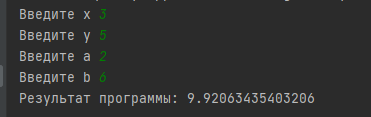 Введите x 3
Введите y 5
Введите a 2
Введите b 6
Результат программы: 9.92063435403206